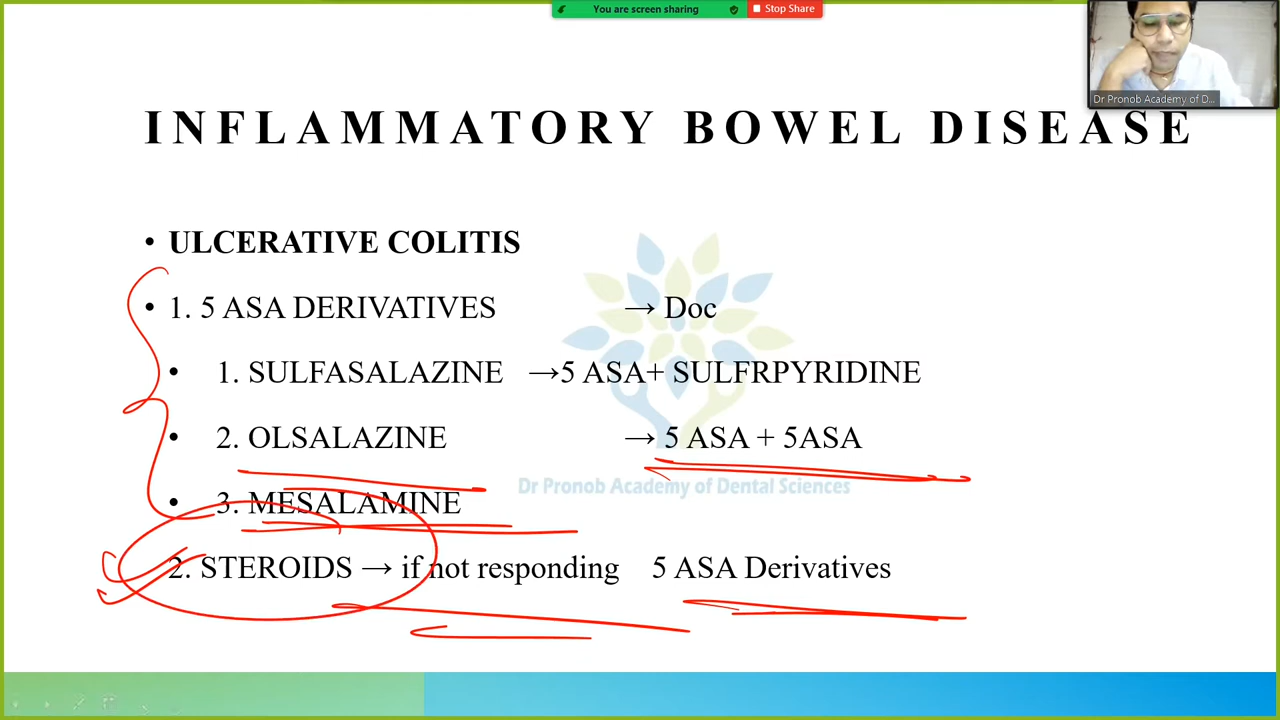 You are screen sharing
Stop Share
Dr Pronob Academy of D...
INFLAMMATORY BOWEL DISEASE
• ULCERATIVE COLITIS
• 1. 5 ASA DERIVATIVES → Doc
• 1. SULFASALAZINE →5 ASA+ SULFRPYRIDINE
• 2. OLSALAZINE → 5 ASA + 5ASA
Dr Pronob Academy of Dental Sciences
• 3. MESALAMINE
2. STEROIDS → if not responding 5 ASA Derivatives